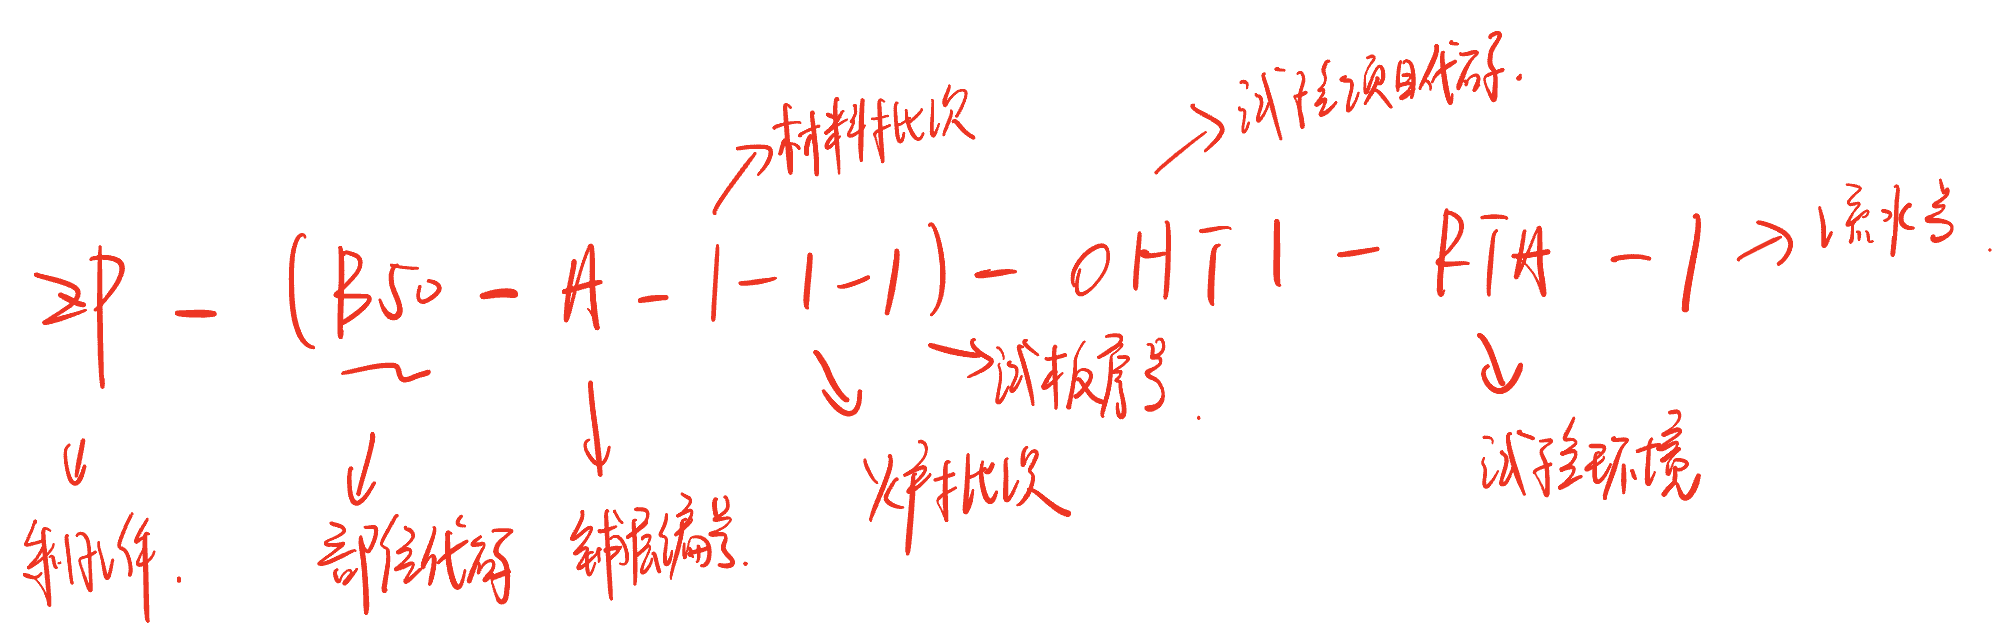 材料批次
试验项目代码.
ZP - (B50 - A - 1 - 1 - 1) - OHT1 - RTA - 1
流水号.
试板序号.
炉批次
试验环境
部位代码
铺层编号.